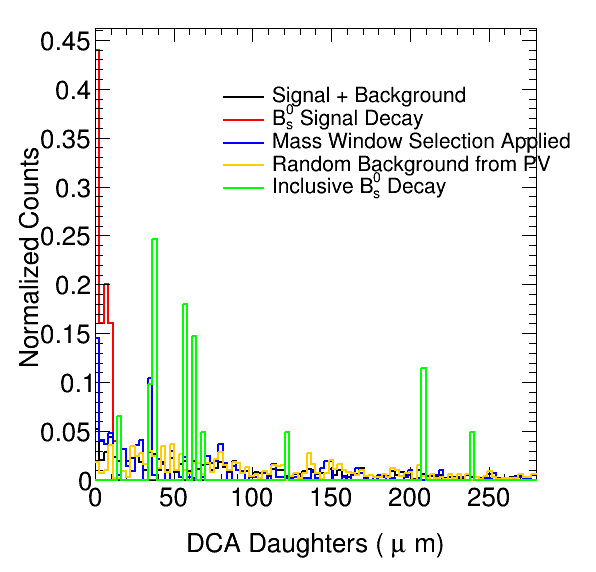 0.45
0.4
0.35
0.3
0.25
0.2
0.15
0.1
0.05
0
Normalized Counts
Signal + Background
B⁰ₛ Signal Decay
Mass Window Selection Applied
Random Background from PV
Inclusive B⁰ₛ Decay
0 50 100 150 200 250
DCA Daughters ( μ m)